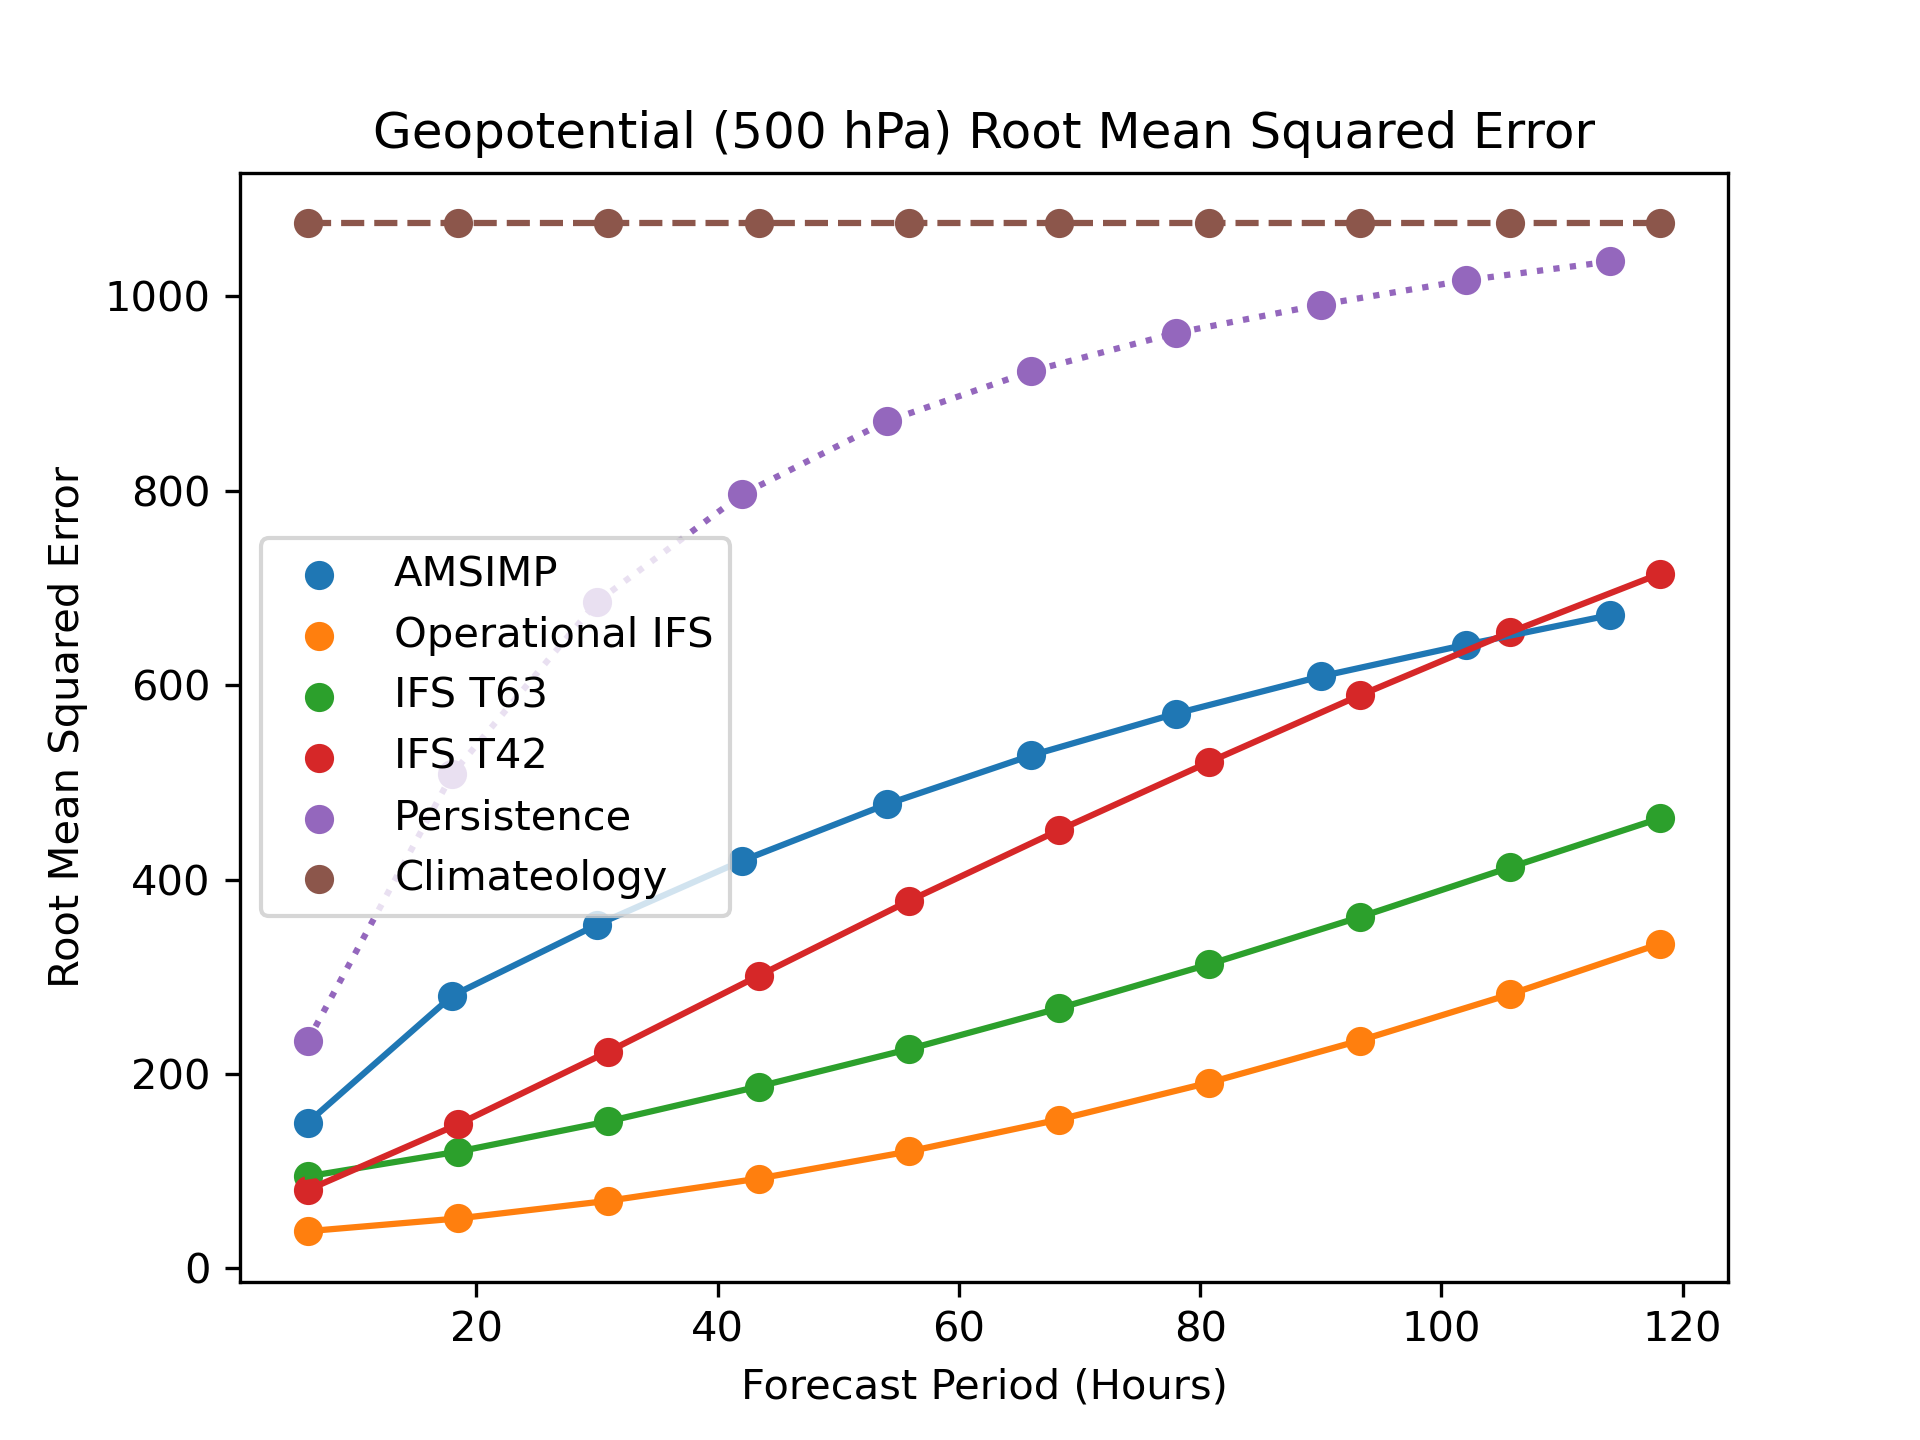 Geopotential (500 hPa) Root Mean Squared Error
Root Mean Squared Error
1000
800
600
400
200
0
AMSIMP
Operational IFS
IFS T63
IFS T42
Persistence
Climateology
20 40 60 80 100 120
Forecast Period (Hours)